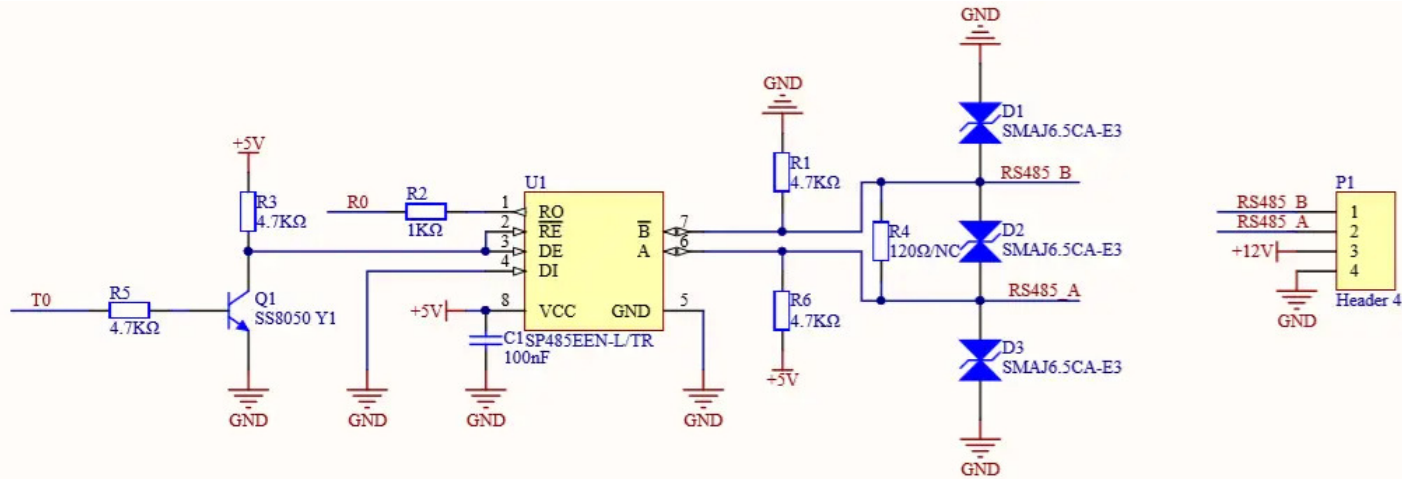 GND
D1
SMAJ6.5CA-E3
GND
R1
4.7KΩ
+5V
R3
4.7KΩ
R0
R2
1KΩ
U1
1
RO
2
RE
3
DE
4
DI
8
VCC
B
7
A
6
GND
5
SP485EEN-L/TR
RS485_B
R4
120Ω/NC
D2
SMAJ6.5CA-E3
RS485_A
P1
RS485_B
1
RS485_A
2
+12V
3
4
Header 4
GND
T0
R5
4.7KΩ
Q1
SS8050 Y1
+5V
C1
100nF
R6
4.7KΩ
+5V
D3
SMAJ6.5CA-E3
GND
GND
GND
GND
GND